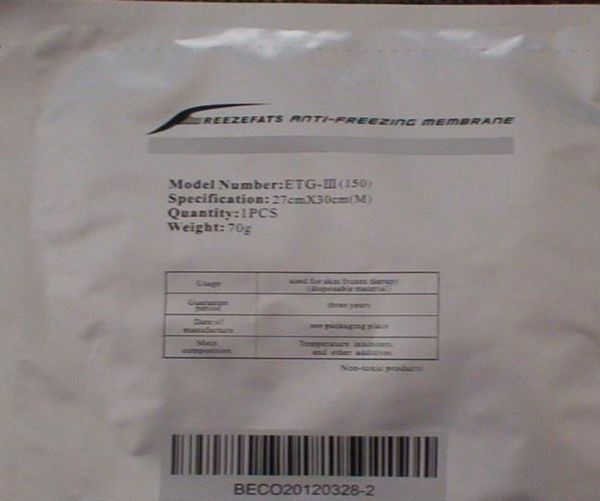 FREEZEFATS ANTI-FREEZING MEMBRANE
Model Number:ETG-III(150)
Specification: 27cmX30cm(M)
Quantity:1PCS
Weight: 70g
Usage
used for skin frozen therapy
(disposable material)
Guarantee
period
three years
Date of
manufacture
see packaging place
Main
composition
Temperature inhibitors,
and other additives.
Non-toxic products
BECO20120328-2